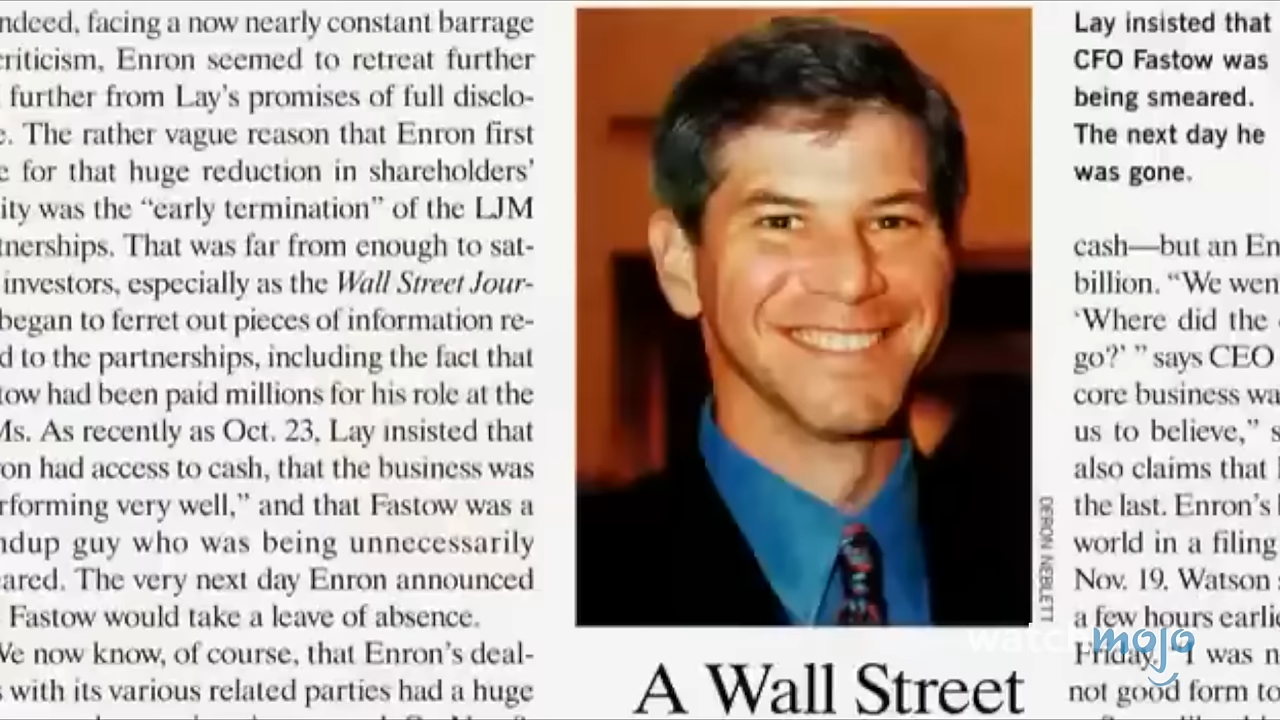 ndeed, facing a now nearly constant barrage
criticism, Enron seemed to retreat further
further from Lay's promises of full disclo-
e. The rather vague reason that Enron first
e for that huge reduction in shareholders'
ity was the “early termination” of the LJM
tnerships. That was far from enough to sat-
investors, especially as the Wall Street Jour-
began to ferret out pieces of information re-
d to the partnerships, including the fact that
tow had been paid millions for his role at the
Ms. As recently as Oct. 23, Lay insisted that
ron had access to cash, that the business was
rforming very well,” and that Fastow was a
ndup guy who was being unnecessarily
ared. The very next day Enron announced
Fastow would take a leave of absence.
We now know, of course, that Enron's deal-
s with its various related parties had a huge
DERON NEBLETT
A Wall Street
Lay insisted that
CFO Fastow was
being smeared.
The next day he
was gone.
cash—but an En
billion. “We wen
‘Where did the
go?’ ” says CEO
core business wa
us to believe,” s
also claims that
the last. Enron's
world in a filing
Nov. 19. Watson
a few hours earlie
Friday. “I was n
not good form to
watchmojo